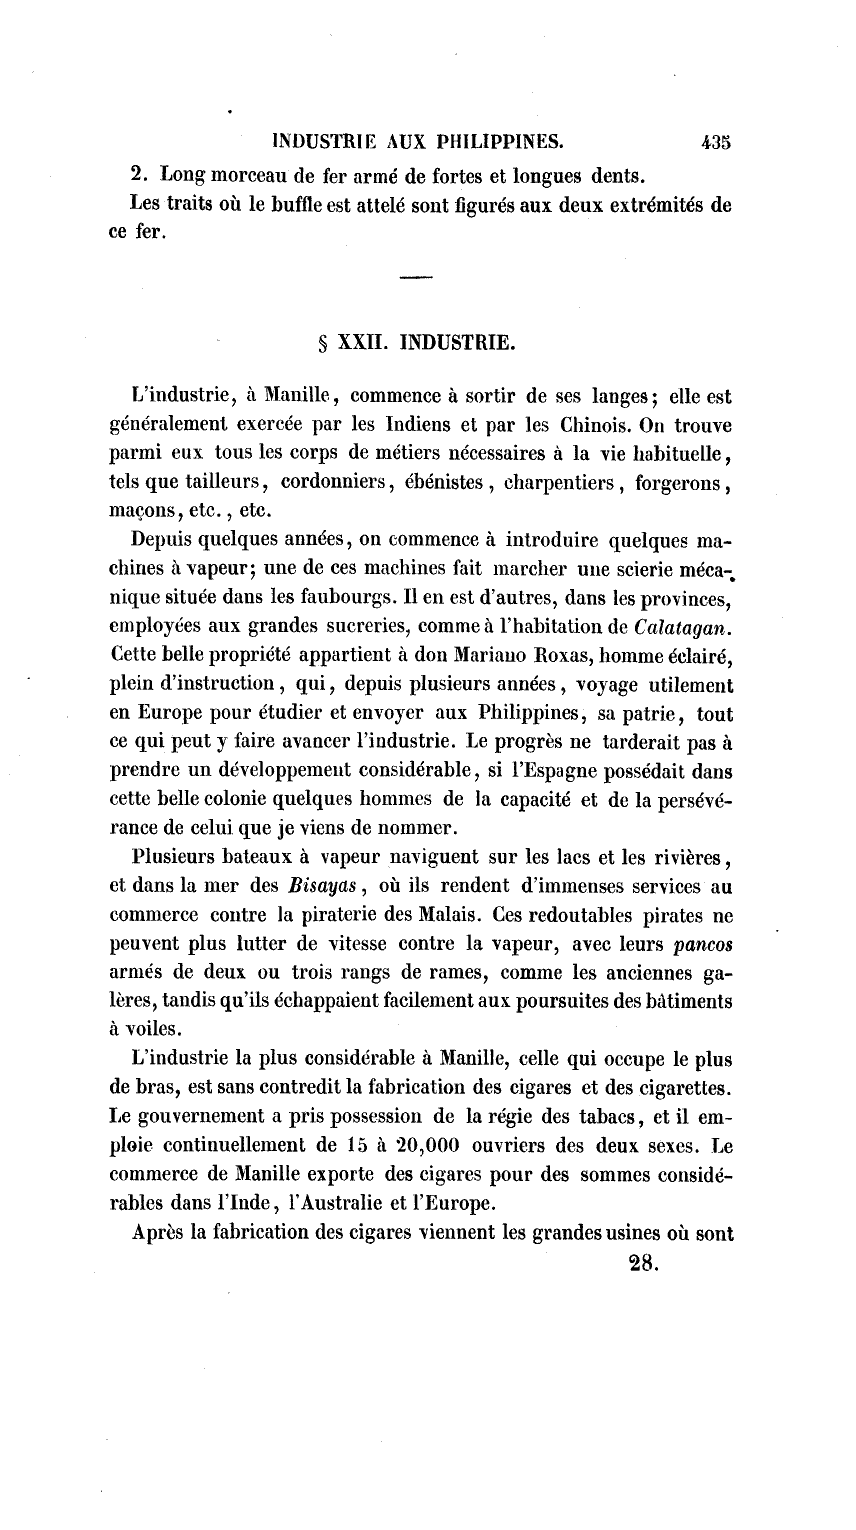 INDUSTRIE AUX PHILIPPINES. 435
2. Long morceau de fer armé de fortes et longues dents.
Les traits où le buffle est attelé sont figurés aux deux extrémités de
ce fer.
§ XXII. INDUSTRIE.
L'industrie, à Manille, commence à sortir de ses langes; elle est
généralement exercée par les Indiens et par les Chinois. On trouve
parmi eux tous les corps de métiers nécessaires à la vie habituelle,
tels que tailleurs, cordonniers, ébénistes, charpentiers, forgerons,
maçons, etc., etc.
Depuis quelques années, on commence à introduire quelques ma-
chines à vapeur; une de ces machines fait marcher une scierie méca-
nique située dans les faubourgs. Il en est d'autres, dans les provinces,
employées aux grandes sucreries, comme à l'habitation de Calatagan.
Cette belle propriété appartient à don Mariano Roxas, homme éclairé,
plein d'instruction, qui, depuis plusieurs années, voyage utilement
en Europe pour étudier et envoyer aux Philippines, sa patrie, tout
ce qui peut y faire avancer l'industrie. Le progrès ne tarderait pas à
prendre un développement considérable, si l'Espagne possédait dans
cette belle colonie quelques hommes de la capacité et de la persévé-
rance de celui que je viens de nommer.
Plusieurs bateaux à vapeur naviguent sur les lacs et les rivières,
et dans la mer des Bisayas, où ils rendent d'immenses services au
commerce contre la piraterie des Malais. Ces redoutables pirates ne
peuvent plus lutter de vitesse contre la vapeur, avec leurs pancos
armés de deux ou trois rangs de rames, comme les anciennes ga-
lères, tandis qu'ils échappaient facilement aux poursuites des bâtiments
à voiles.
L'industrie la plus considérable à Manille, celle qui occupe le plus
de bras, est sans contredit la fabrication des cigares et des cigarettes.
Le gouvernement a pris possession de la régie des tabacs, et il em-
ploie continuellement de 15 à 20,000 ouvriers des deux sexes. Le
commerce de Manille exporte des cigares pour des sommes considé-
rables dans l'Inde, l'Australie et l'Europe.
Après la fabrication des cigares viennent les grandes usines où sont
28.